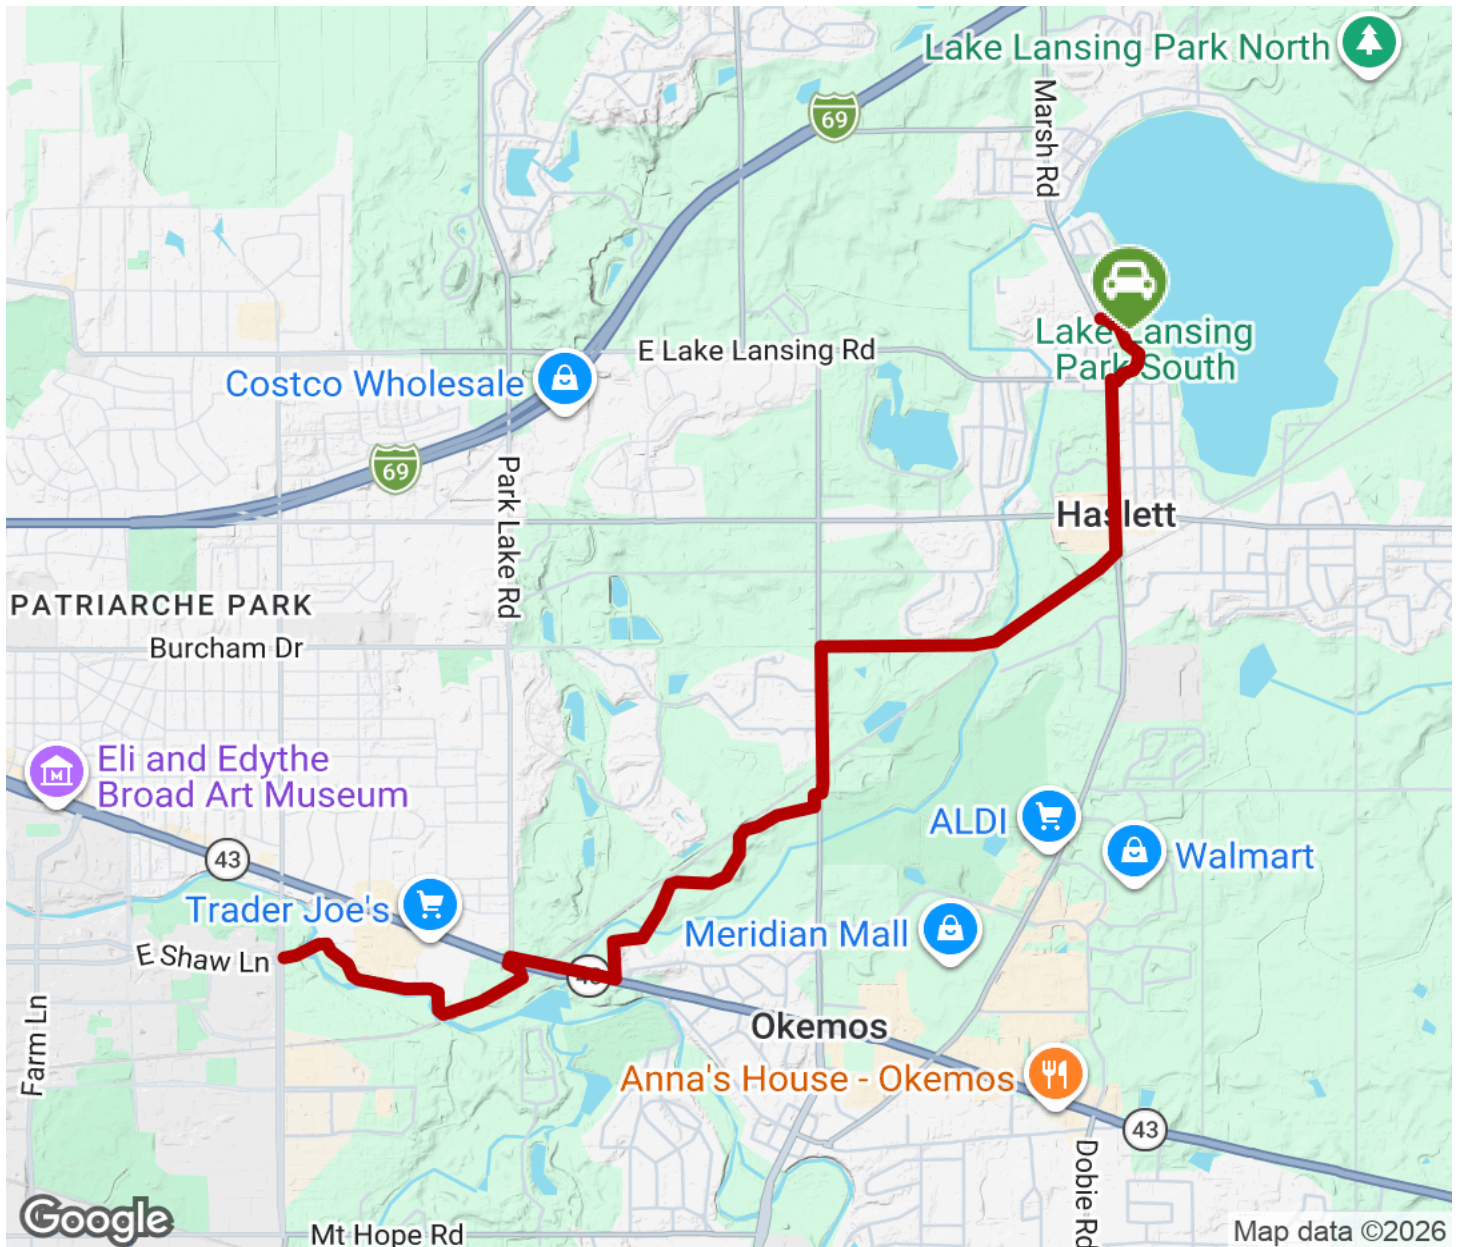 Lake Lansing Park North
69
Marsh Rd
Lake Lansing
Park South
E Lake Lansing Rd
Costco Wholesale
69
Park Lake Rd
Haslett
PATRIARCHE PARK
Burcham Dr
Eli and Edythe
Broad Art Museum
ALDI
Walmart
43
Trader Joe's
Meridian Mall
E Shaw Ln
43
Farm Ln
Okemos
Anna's House - Okemos
43
Dobie Rd
Google
Mt Hope Rd
Map data ©2026